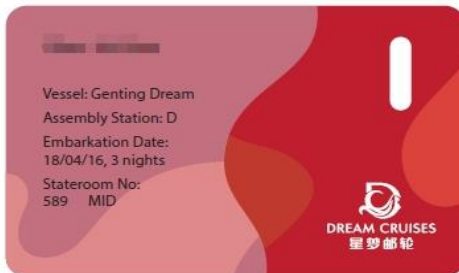 Vessel: Genting Dream
Assembly Station: D
Embarkation Date:
18/04/16, 3 nights
Stateroom No:
589 MID
DREAM CRUISES
星梦邮轮